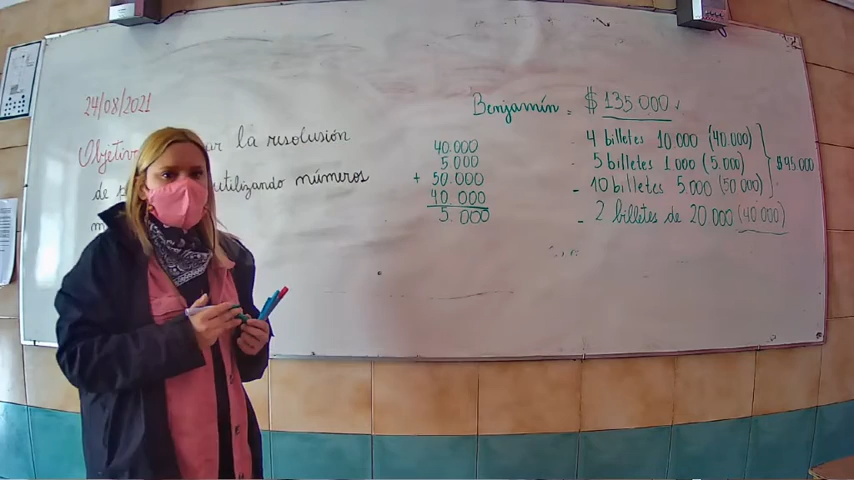 24/08/2021
Objetivo ar la resolusión
de p utilizando números
m
40.000
5.000
+ 50.000
40.000
5.000
Benjamín = $ 135.000
- 4 billetes 10.000 (40.000)
- 5 billetes 1.000 (5.000)
- 10 billetes 5.000 (50.000)
$ 95.000
- 2 billetes de 20.000 (40.000)